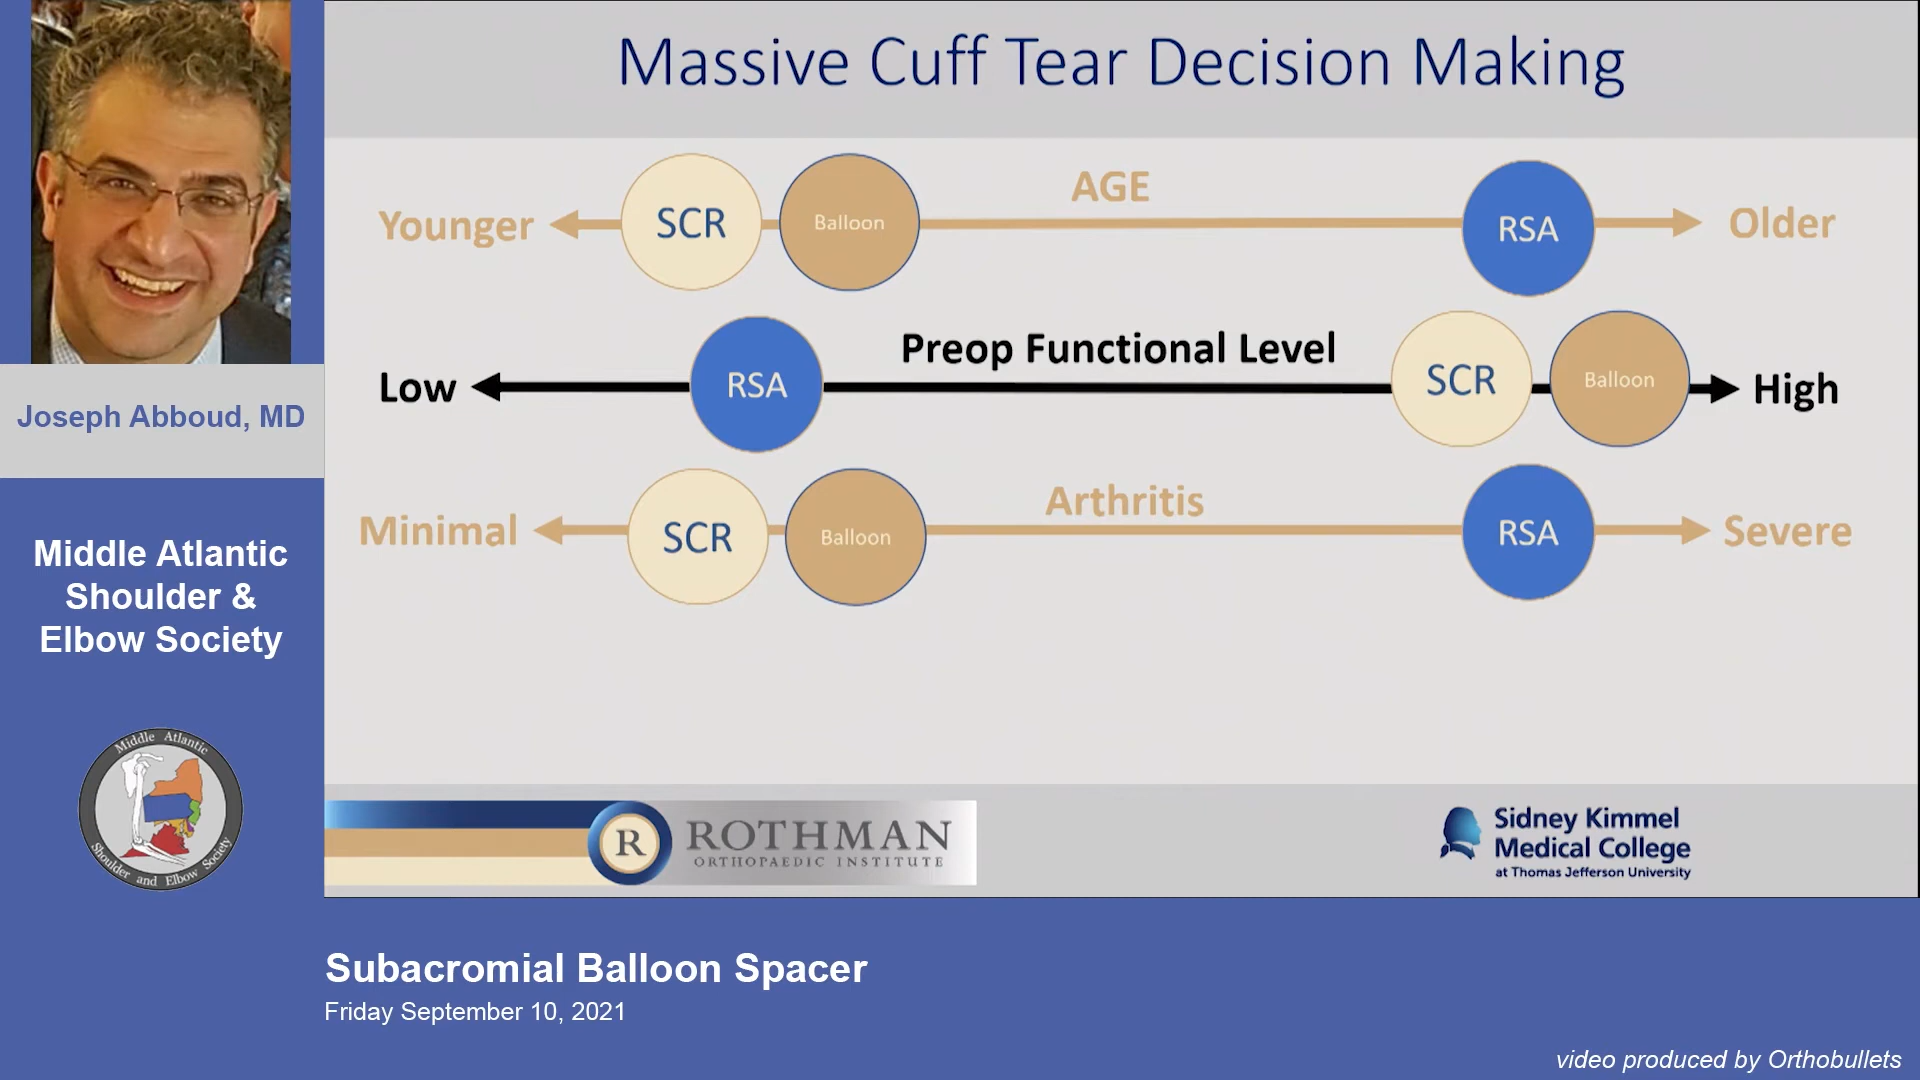 Massive Cuff Tear Decision Making
AGE
Younger
SCR
Balloon
RSA
Older
Preop Functional Level
Low
RSA
SCR
Balloon
High
Arthritis
Minimal
SCR
Balloon
RSA
Severe
Joseph Abboud, MD
Middle Atlantic
Shoulder &
Elbow Society
Middle Atlantic
Shoulder and Elbow Society
R
ROTHMAN
ORTHOPAEDIC INSTITUTE
Sidney Kimmel
Medical College
at Thomas Jefferson University
Subacromial Balloon Spacer
Friday September 10, 2021
video produced by Orthobullets